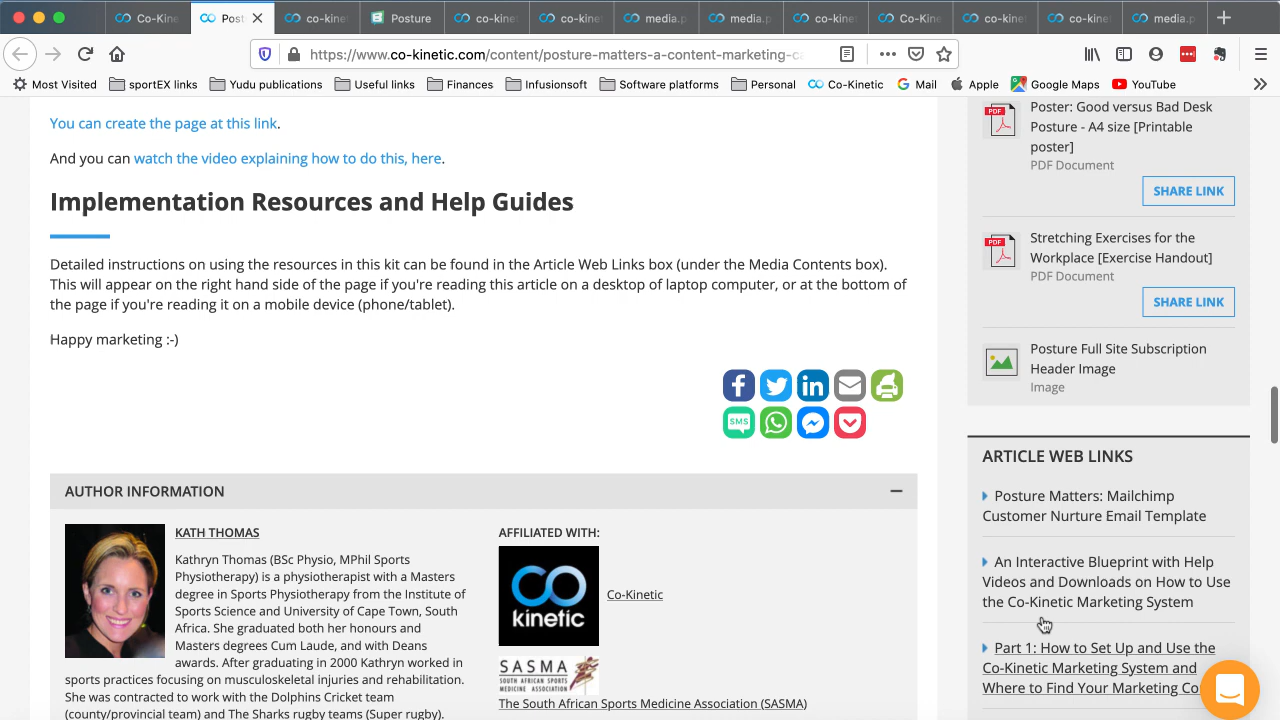 Co-Kine
Post
co-kine
Posture
co-kine
co-kine
media.p
media.p
co-kine
Co-Kine
co-kine
co-kine
media.p
https://www.co-kinetic.com/content/posture-matters-a-content-marketing-c
Most Visited
sportEX links
Yudu publications
Useful links
Finances
Infusionsoft
Software platforms
Personal
Co-Kinetic
Mail
Apple
Google Maps
YouTube
You can create the page at this link.
And you can watch the video explaining how to do this, here.
Implementation Resources and Help Guides
Detailed instructions on using the resources in this kit can be found in the Article Web Links box (under the Media Contents box).
This will appear on the right hand side of the page if you're reading this article on a desktop of laptop computer, or at the bottom of
the page if you're reading it on a mobile device (phone/tablet).
Happy marketing :-)
SMS
AUTHOR INFORMATION
KATH THOMAS
Kathryn Thomas (BSc Physio, MPhil Sports
Physiotherapy) is a physiotherapist with a Masters
degree in Sports Physiotherapy from the Institute of
Sports Science and University of Cape Town, South
Africa. She graduated both her honours and
Masters degrees Cum Laude, and with Deans
awards. After graduating in 2000 Kathryn worked in
sports practices focusing on musculoskeletal injuries and rehabilitation.
She was contracted to work with the Dolphins Cricket team
(county/provincial team) and The Sharks rugby teams (Super rugby).
AFFILIATED WITH:
co
kinetic
Co-Kinetic
SASMA
SOUTH AFRICAN SPORTS
MEDICINE ASSOCIATION
The South African Sports Medicine Association (SASMA)
PDF
Poster: Good versus Bad Desk
Posture - A4 size [Printable
poster]
PDF Document
SHARE LINK
PDF
Stretching Exercises for the
Workplace [Exercise Handout]
PDF Document
SHARE LINK
Posture Full Site Subscription
Header Image
Image
ARTICLE WEB LINKS
Posture Matters: Mailchimp
Customer Nurture Email Template
An Interactive Blueprint with Help
Videos and Downloads on How to Use
the Co-Kinetic Marketing System
Part 1: How to Set Up and Use the
Co-Kinetic Marketing System and
Where to Find Your Marketing Co